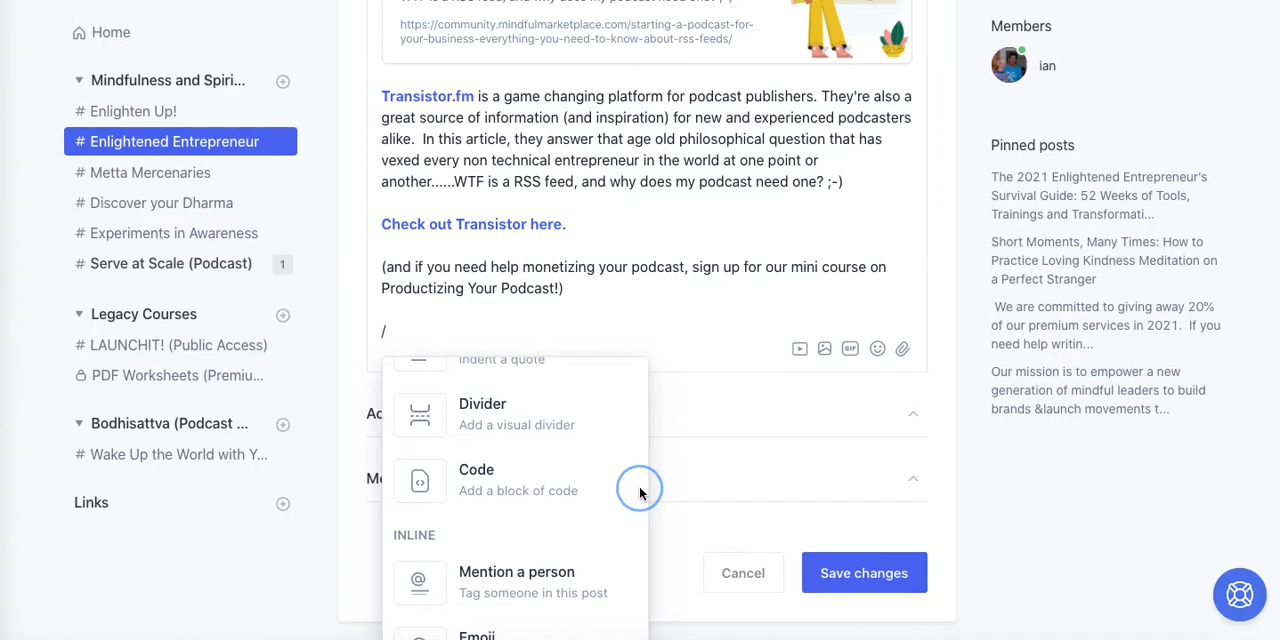 Home
Mindfulness and Spiri...
# Enlighten Up!
# Enlightened Entrepreneur
# Metta Mercenaries
# Discover your Dharma
# Experiments in Awareness
# Serve at Scale (Podcast) 1
Legacy Courses
# LAUNCHIT! (Public Access)
PDF Worksheets (Premiu...
Bodhisattva (Podcast ...
# Wake Up the World with Y...
Links
https://community.mindfulmarketplace.com/starting-a-podcast-for-
your-business-everything-you-need-to-know-about-rss-feeds/
Transistor.fm is a game changing platform for podcast publishers. They're also a
great source of information (and inspiration) for new and experienced podcasters
alike.  In this article, they answer that age old philosophical question that has
vexed every non technical entrepreneur in the world at one point or
another......WTF is a RSS feed, and why does my podcast need one? ;-)
Check out Transistor here.
(and if you need help monetizing your podcast, sign up for our mini course on
Productizing Your Podcast!)
/
GIF
Indent a quote
Divider
Add a visual divider
Code
Add a block of code
INLINE
Mention a person
Tag someone in this post
Emoji
Cancel
Save changes
Members
ian
Pinned posts
The 2021 Enlightened Entrepreneur's
Survival Guide: 52 Weeks of Tools,
Trainings and Transformati...
Short Moments, Many Times: How to
Practice Loving Kindness Meditation on
a Perfect Stranger
We are committed to giving away 20%
of our premium services in 2021.  If you
need help writin...
Our mission is to empower a new
generation of mindful leaders to build
brands &launch movements t...